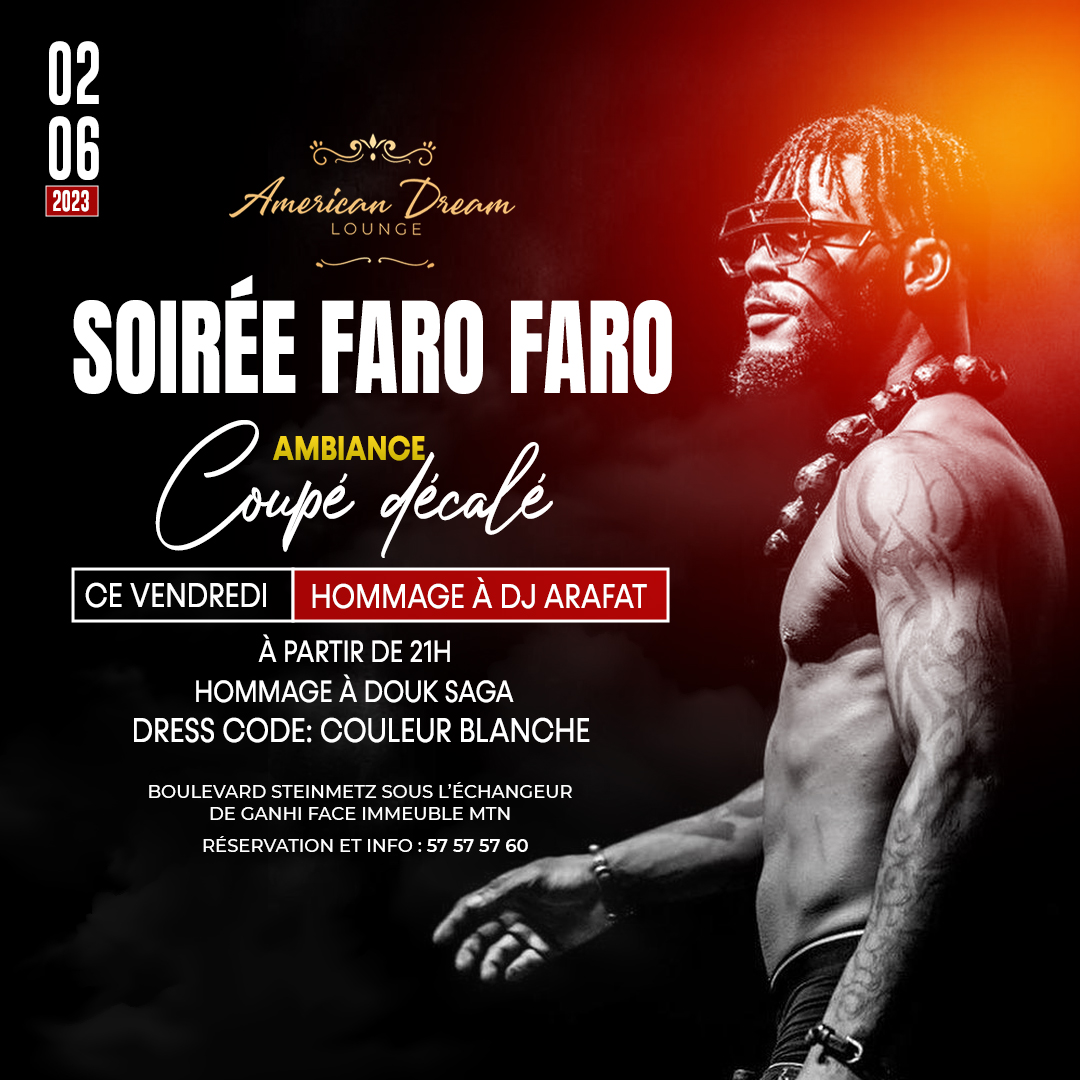 02
06
2023
American Dream
LOUNGE
SOIRÉE FARO FARO
AMBIANCE
Coupé décalé
CE VENDREDI HOMMAGE À DJ ARAFAT
À PARTIR DE 21H
HOMMAGE À DOUK SAGA
DRESS CODE: COULEUR BLANCHE
BOULEVARD STEINMETZ SOUS L'ÉCHANGEUR
DE GANHI FACE IMMEUBLE MTN
RÉSERVATION ET INFO : 57 57 57 60